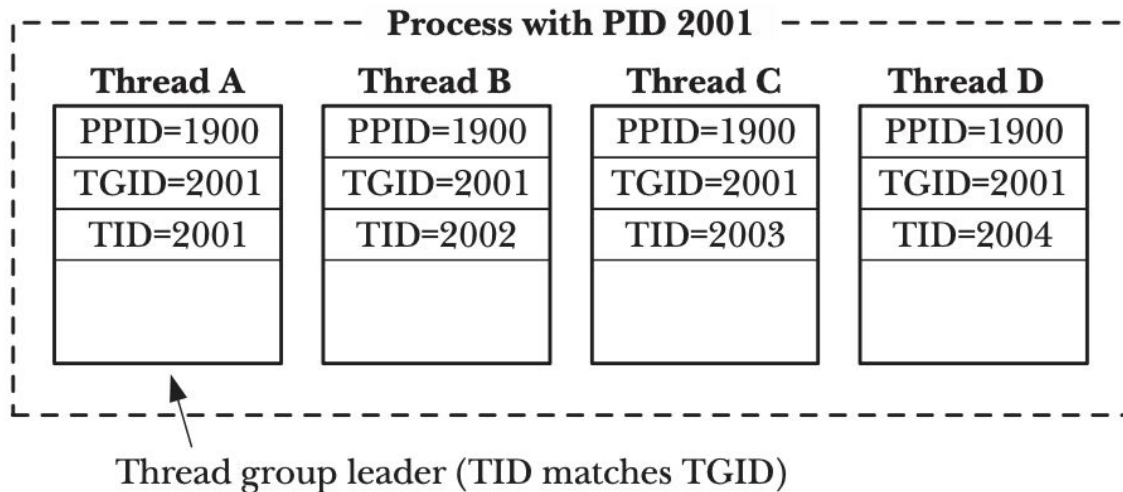 Process with PID 2001
Thread A Thread B Thread C Thread D
PPID=1900 PPID=1900 PPID=1900 PPID=1900
TGID=2001 TGID=2001 TGID=2001 TGID=2001
TID=2001 TID=2002 TID=2003 TID=2004
Thread group leader (TID matches TGID)